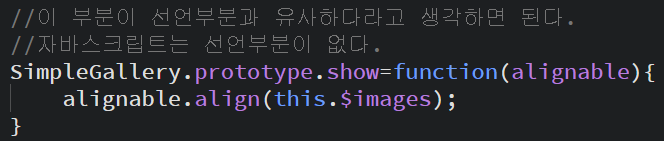 //이 부분이 선언부분과 유사하다라고 생각하면 된다.
//자바스크립트는 선언부분이 없다.
SimpleGallery.prototype.show=function(alignable){
    alignable.align(this.$images);
}